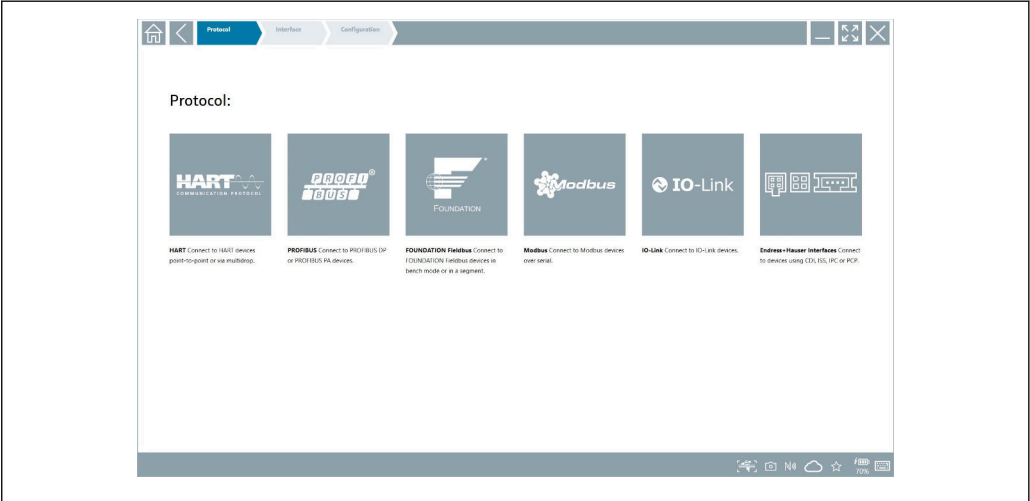 Protocol
Interface
Configuration
Protocol:
HART
COMMUNICATION PROTOCOL
PROFI
BUS
®
FOUNDATION
Modbus
IO-Link
HART Connect to HART devices
point-to-point or via multidrop.
PROFIBUS Connect to PROFIBUS DP
or PROFIBUS PA devices.
FOUNDATION Fieldbus Connect to
FOUNDATION Fieldbus devices in
bench mode or in a segment.
Modbus Connect to Modbus devices
over serial.
IO-Link Connect to IO-Link devices.
Endress+Hauser Interfaces Connect
to devices using CDI, ISS, IPC or PCP.
70%